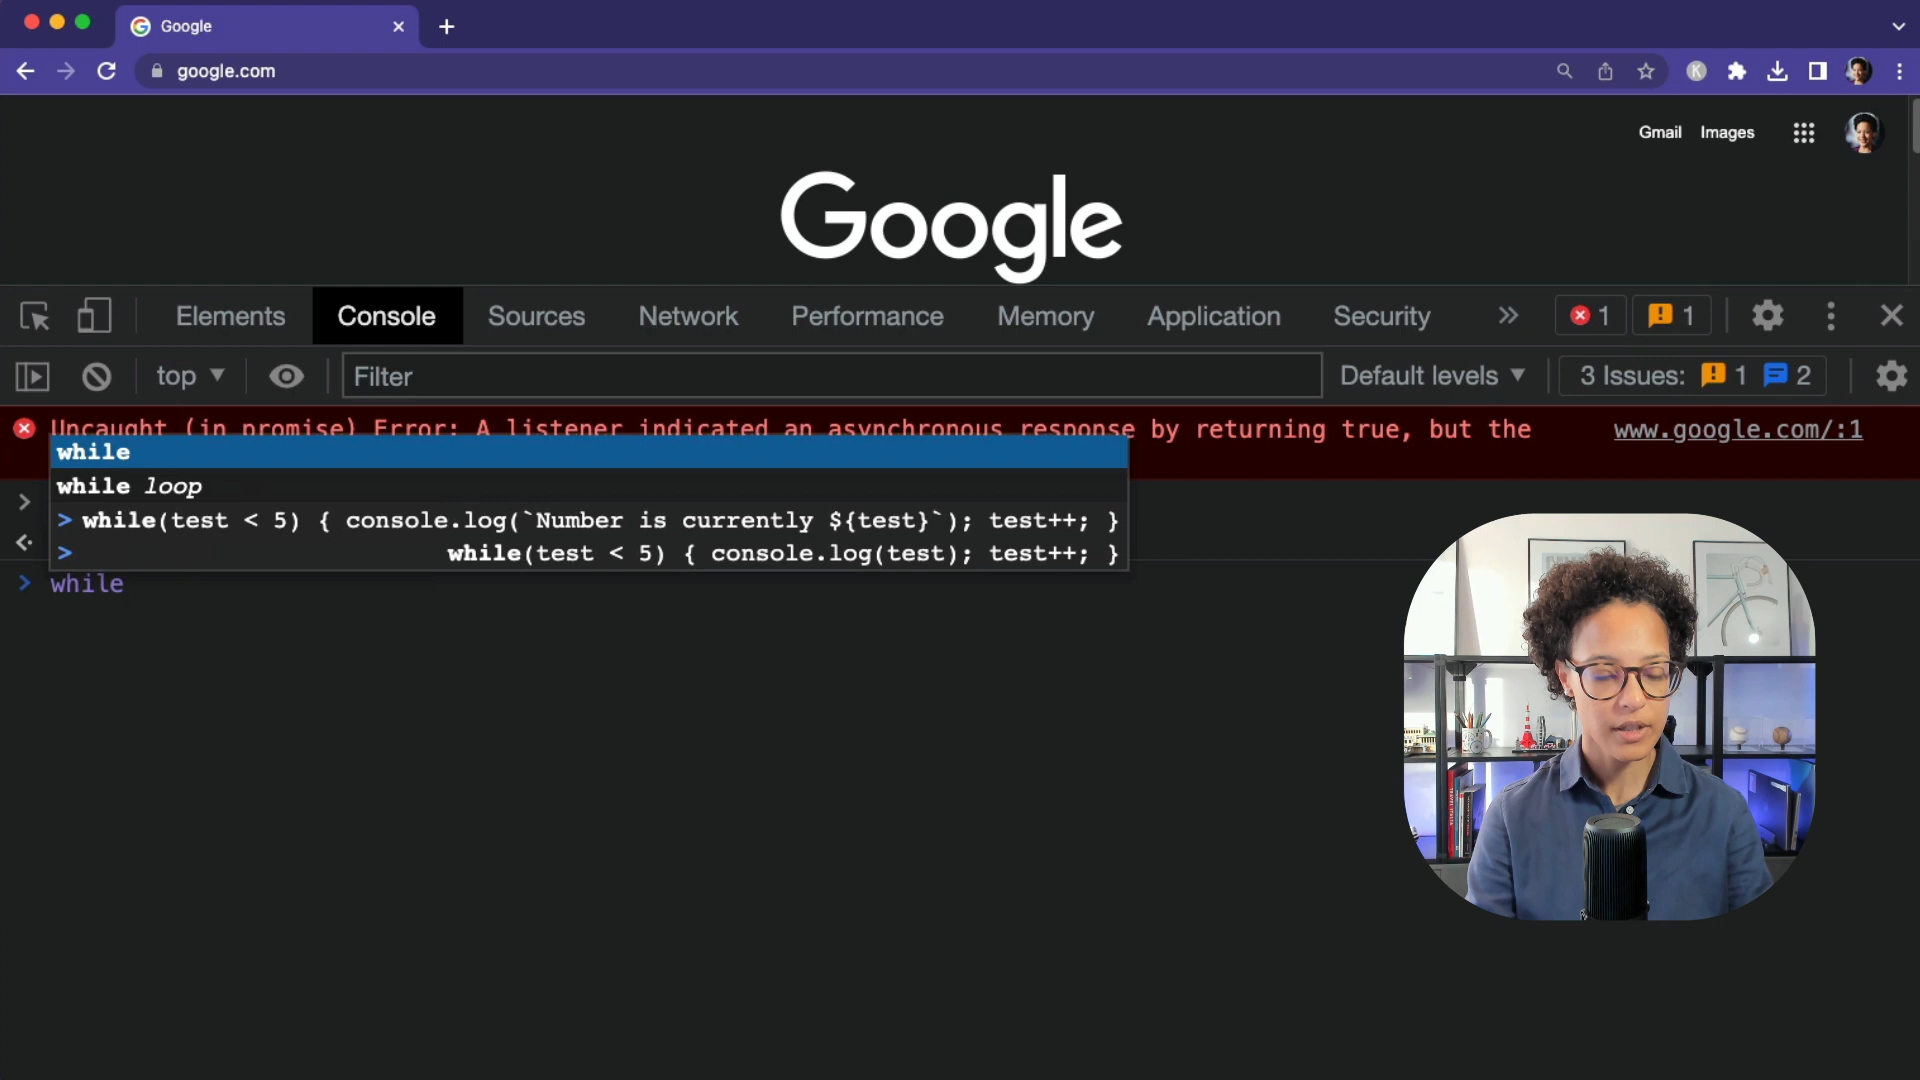 Google
google.com
K
Gmail Images
Google
Elements Console Sources Network Performance Memory Application Security 1 1
top Filter Default levels 3 Issues: 1 2
Uncaught (in promise) Error: A listener indicated an asynchronous response by returning true, but the www.google.com/:1
while
while loop
> while(test < 5) { console.log(`Number is currently ${test}`); test++; }
> while(test < 5) { console.log(test); test++; }
> while